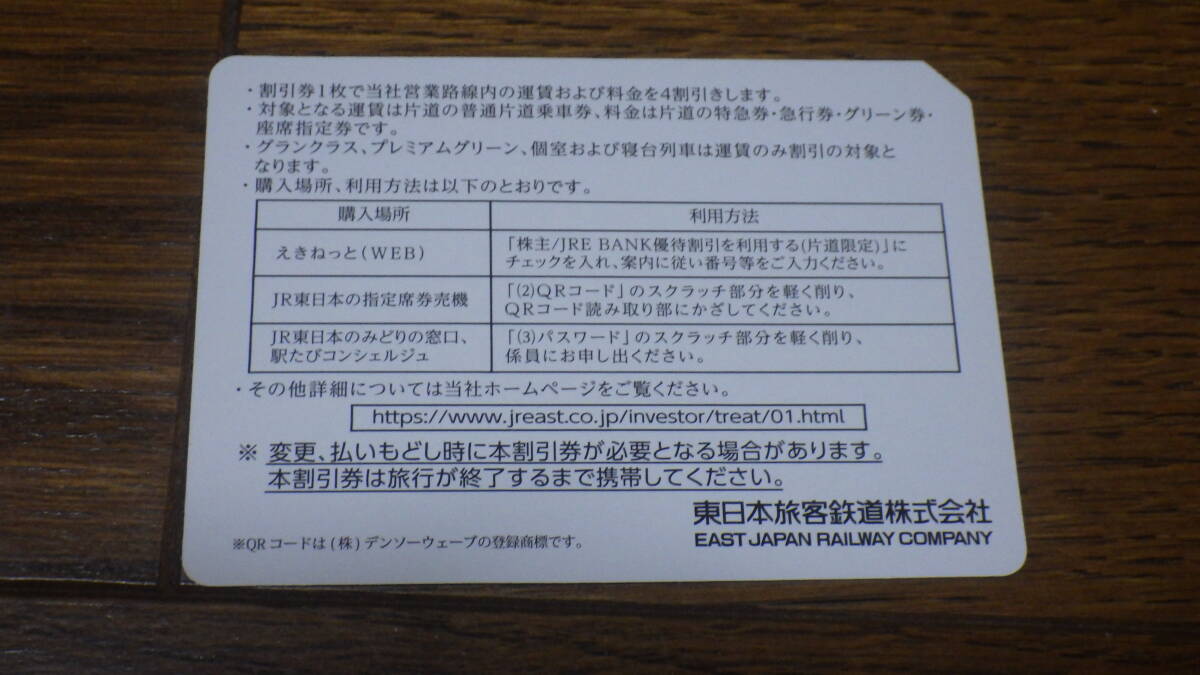 ・割引券1枚で当社営業路線内の運賃および料金を4割引きします。
・対象となる運賃は片道の普通片道乗車券、料金は片道の特急券・急行券・グリーン券・
座席指定券です。
・グランクラス、プレミアムグリーン、個室および寝台列車は運賃のみ割引の対象と
なります。
・購入場所、利用方法は以下のとおりです。
購入場所 利用方法
えきねっと(WEB)
「株主/JRE BANK優待割引を利用する(片道限定)」に
チェックを入れ、案内に従い番号等をご入力ください。
JR東日本の指定席券売機
「(2)QRコード」のスクラッチ部分を軽く削り、
QRコード読み取り部にかざしてください。
JR東日本のみどりの窓口、
駅たびコンシェルジュ
「(3)パスワード」のスクラッチ部分を軽く削り、
係員にお申し出ください。
・その他詳細については当社ホームページをご覧ください。
https://www.jreast.co.jp/investor/treat/01.html
※ 変更、払いもどし時に本割引券が必要となる場合があります。
本割引券は旅行が終了するまで携帯してください。
東日本旅客鉄道株式会社
EAST JAPAN RAILWAY COMPANY
※QRコードは(株)デンソーウェーブの登録商標です。